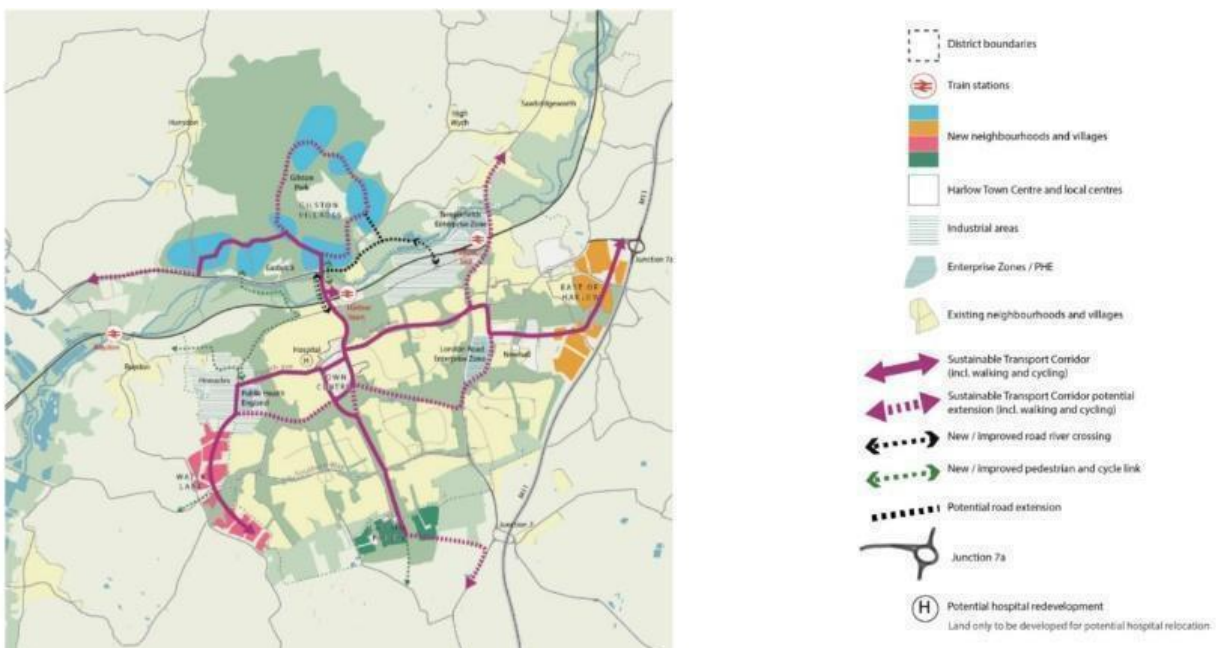 Hunsdon
High
Wych
Sawbridgeworth
Gilston
Park
GILSTON
VILLAGES
Templefields
Enterprise Zone
M11
Junction 7a
EAST OF
HARLOW
Harlow
Town
Hospital
H
London Road
Enterprise Zone
Newhall
TOWN
CENTRE
Roydon
Pinnacles
Public Health
England
WATER
LANE
M11
Junction 7
District boundaries
Train stations
New neighbourhoods and villages
Harlow Town Centre and local centres
Industrial areas
Enterprise Zones / PHE
Existing neighbourhoods and villages
Sustainable Transport Corridor
(incl. walking and cycling)
Sustainable Transport Corridor potential
extension (incl. walking and cycling)
New / improved road river crossing
New / improved pedestrian and cycle link
Potential road extension
Junction 7a
H
Potential hospital redevelopment
Land only to be developed for potential hospital relocation